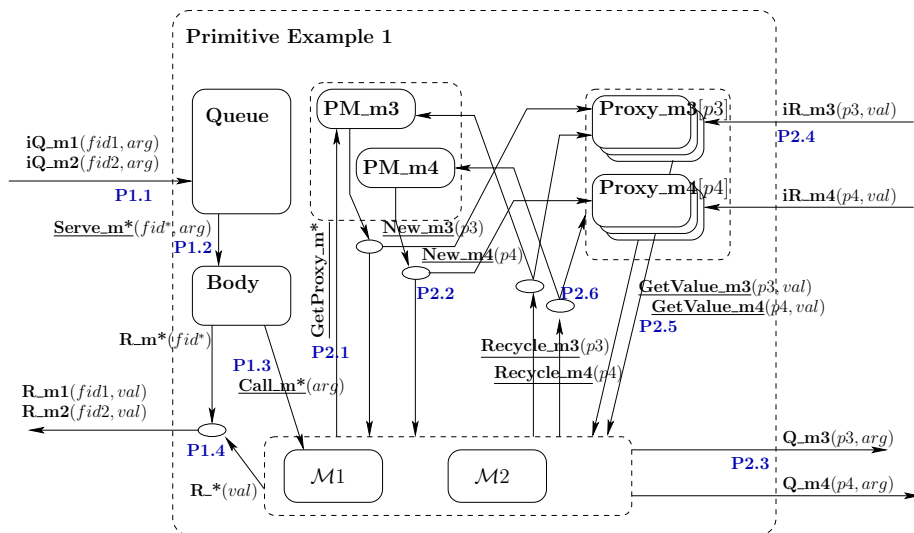 Primitive Example 1
Queue
PM_m3
PM_m4
Proxy_m3[p3]
Proxy_m4[p4]
iQ_m1(fid1, arg)
iQ_m2(fid2, arg)
P1.1
iR_m3(p3, val)
P2.4
iR_m4(p4, val)
Serve_m*(fid*, arg)
P1.2
New_m3(p3)
New_m4(p4)
GetProxy_m*
P2.1
P2.2
P2.6
Body
GetValue_m3(p3, val)
GetValue_m4(p4, val)
P2.5
R_m*(fid*)
P1.3
Call_m*(arg)
Recycle_m3(p3)
Recycle_m4(p4)
R_m1(fid1, val)
R_m2(fid2, val)
P1.4
R_*(val)
ℳ1
ℳ2
Q_m3(p3, arg)
P2.3
Q_m4(p4, arg)